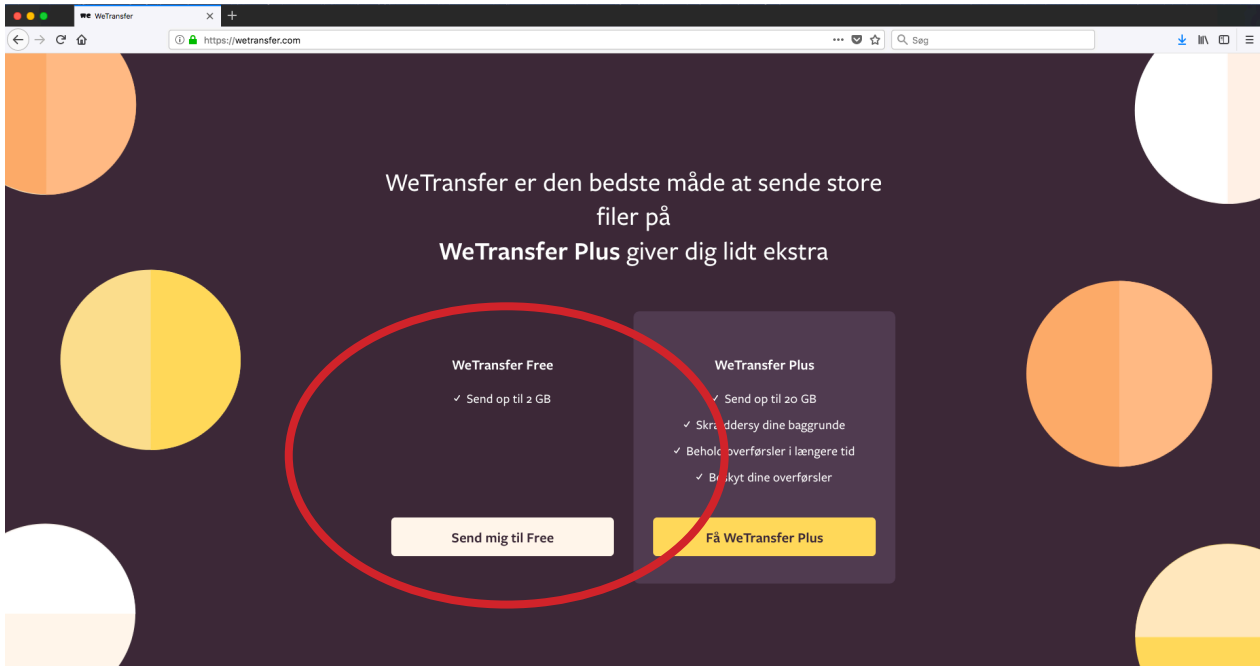 we WeTransfer
https://wetransfer.com
Søg
WeTransfer er den bedste måde at sende store
filer på
WeTransfer Plus giver dig lidt ekstra
WeTransfer Free
✓ Send op til 2 GB
Send mig til Free
WeTransfer Plus
✓ Send op til 20 GB
✓ Skræddersy dine baggrunde
✓ Behold overførsler i længere tid
✓ Beskyt dine overførsler
Få WeTransfer Plus